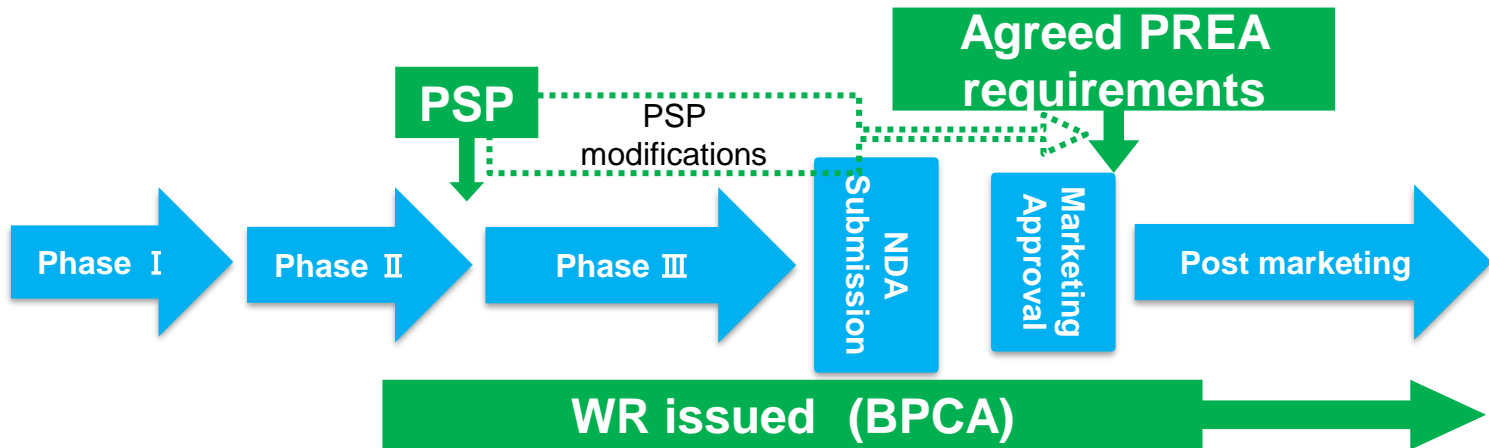 Agreed PREA
requirements
PSP
PSP
modifications
Phase Ⅰ
Phase Ⅱ
Phase Ⅲ
NDA
Submission
Marketing
Approval
Post marketing
WR issued (BPCA)